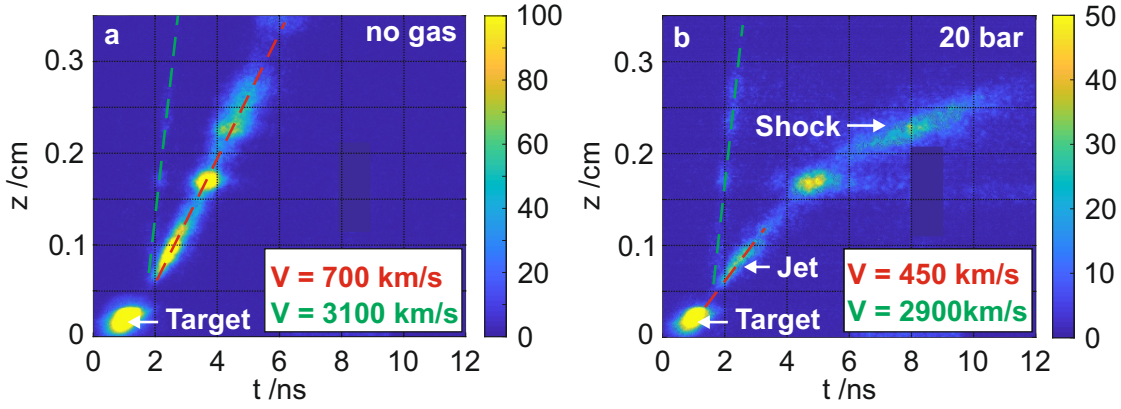 a
no gas
Target
V = 700 km/s
V = 3100 km/s
z /cm
0
0.1
0.2
0.3
0 2 4 6 8 10 12
t /ns
100
80
60
40
20
0
b
20 bar
Shock
Jet
Target
V = 450 km/s
V = 2900km/s
z /cm
0
0.1
0.2
0.3
0 2 4 6 8 10 12
t /ns
50
40
30
20
10
0